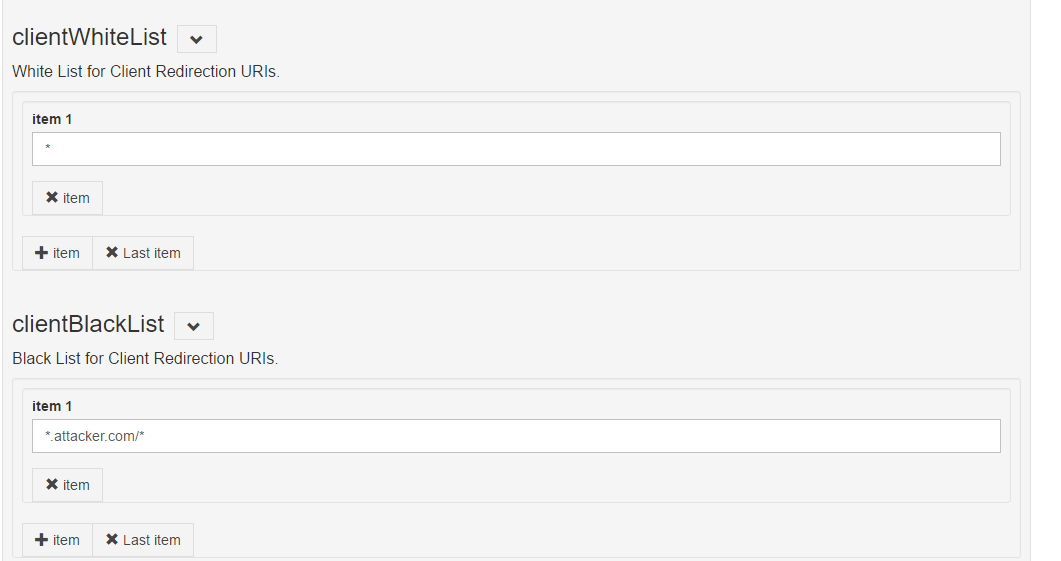 clientWhiteList
White List for Client Redirection URIs.
item 1
*
item
item Last item
clientBlackList
Black List for Client Redirection URIs.
item 1
*.attacker.com/*
item
item Last item